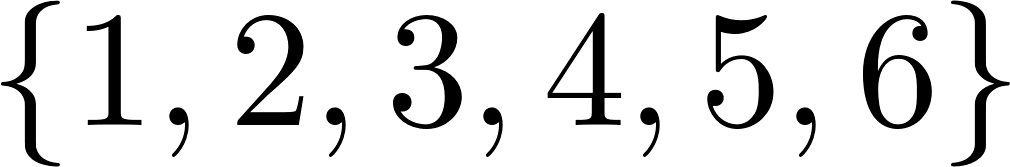 {1, 2, 3, 4, 5, 6}